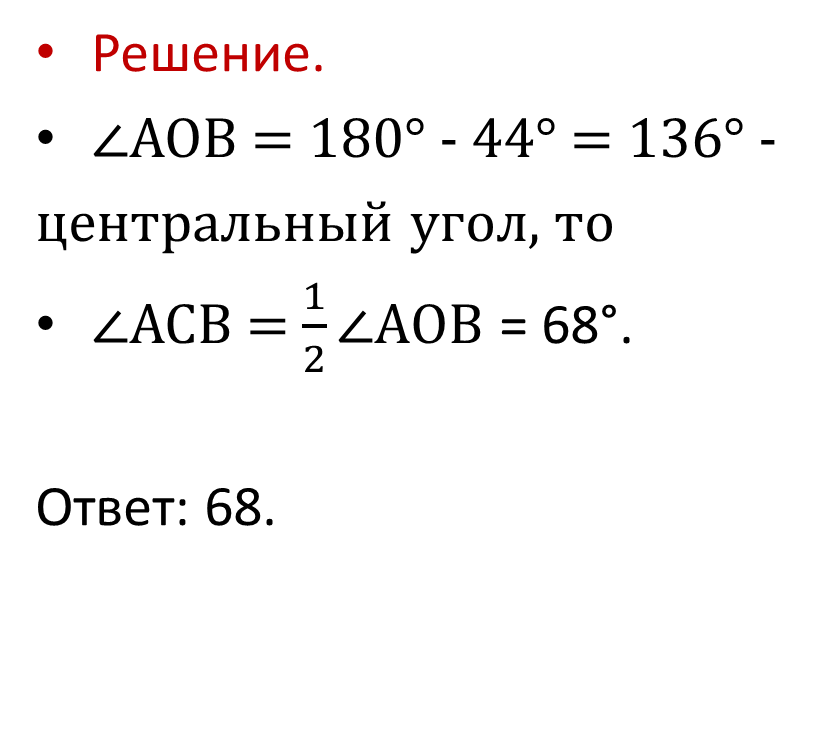 • Решение.
• ∠AOB = 180° - 44° = 136° -
центральный угол, то
• ∠ACB = 1/2 ∠AOB = 68°.
Ответ: 68.